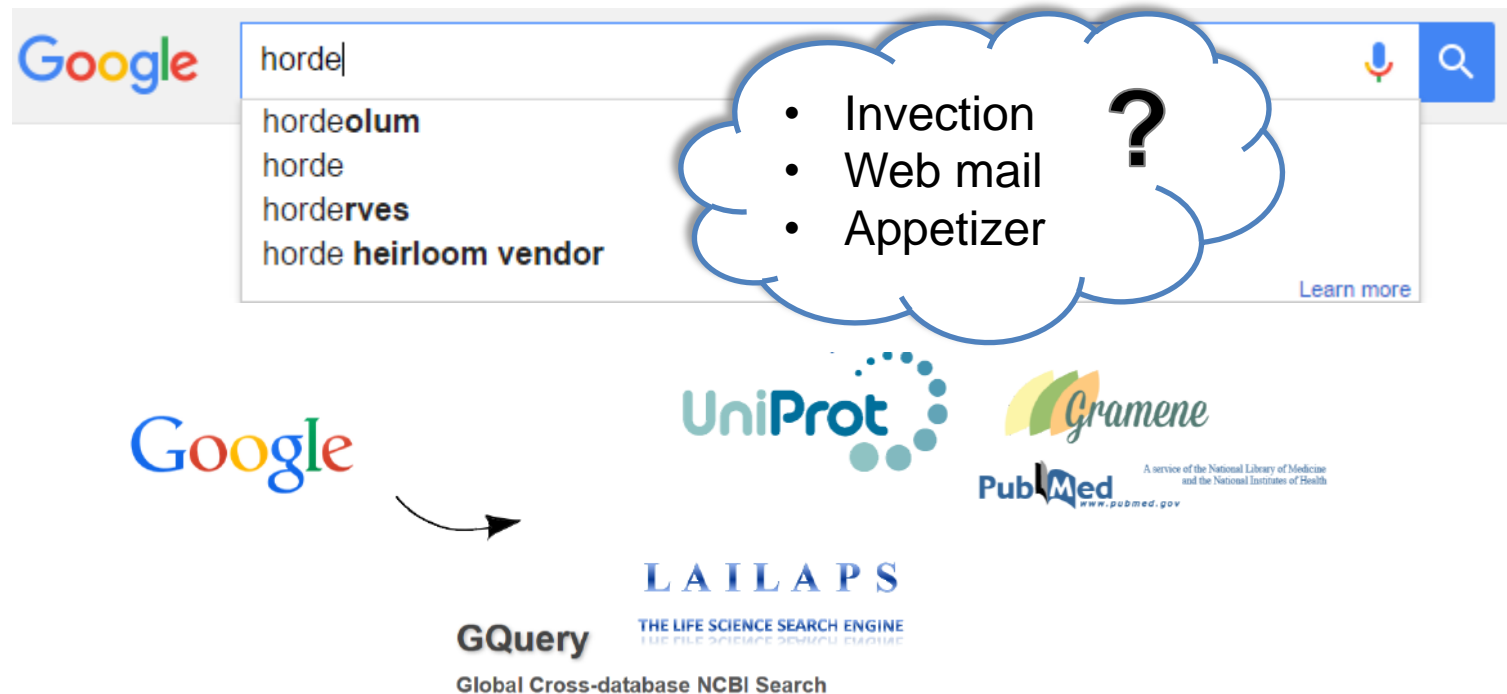 Google
horde
hordeolum
horde
horderves
horde heirloom vendor
• Invection
• Web mail
• Appetizer
?
Learn more
Google
UniProt
Gramene
PubMed
www.pubmed.gov
A service of the National Library of Medicine
and the National Institutes of Health
LAILAPS
THE LIFE SCIENCE SEARCH ENGINE
GQuery
Global Cross-database NCBI Search